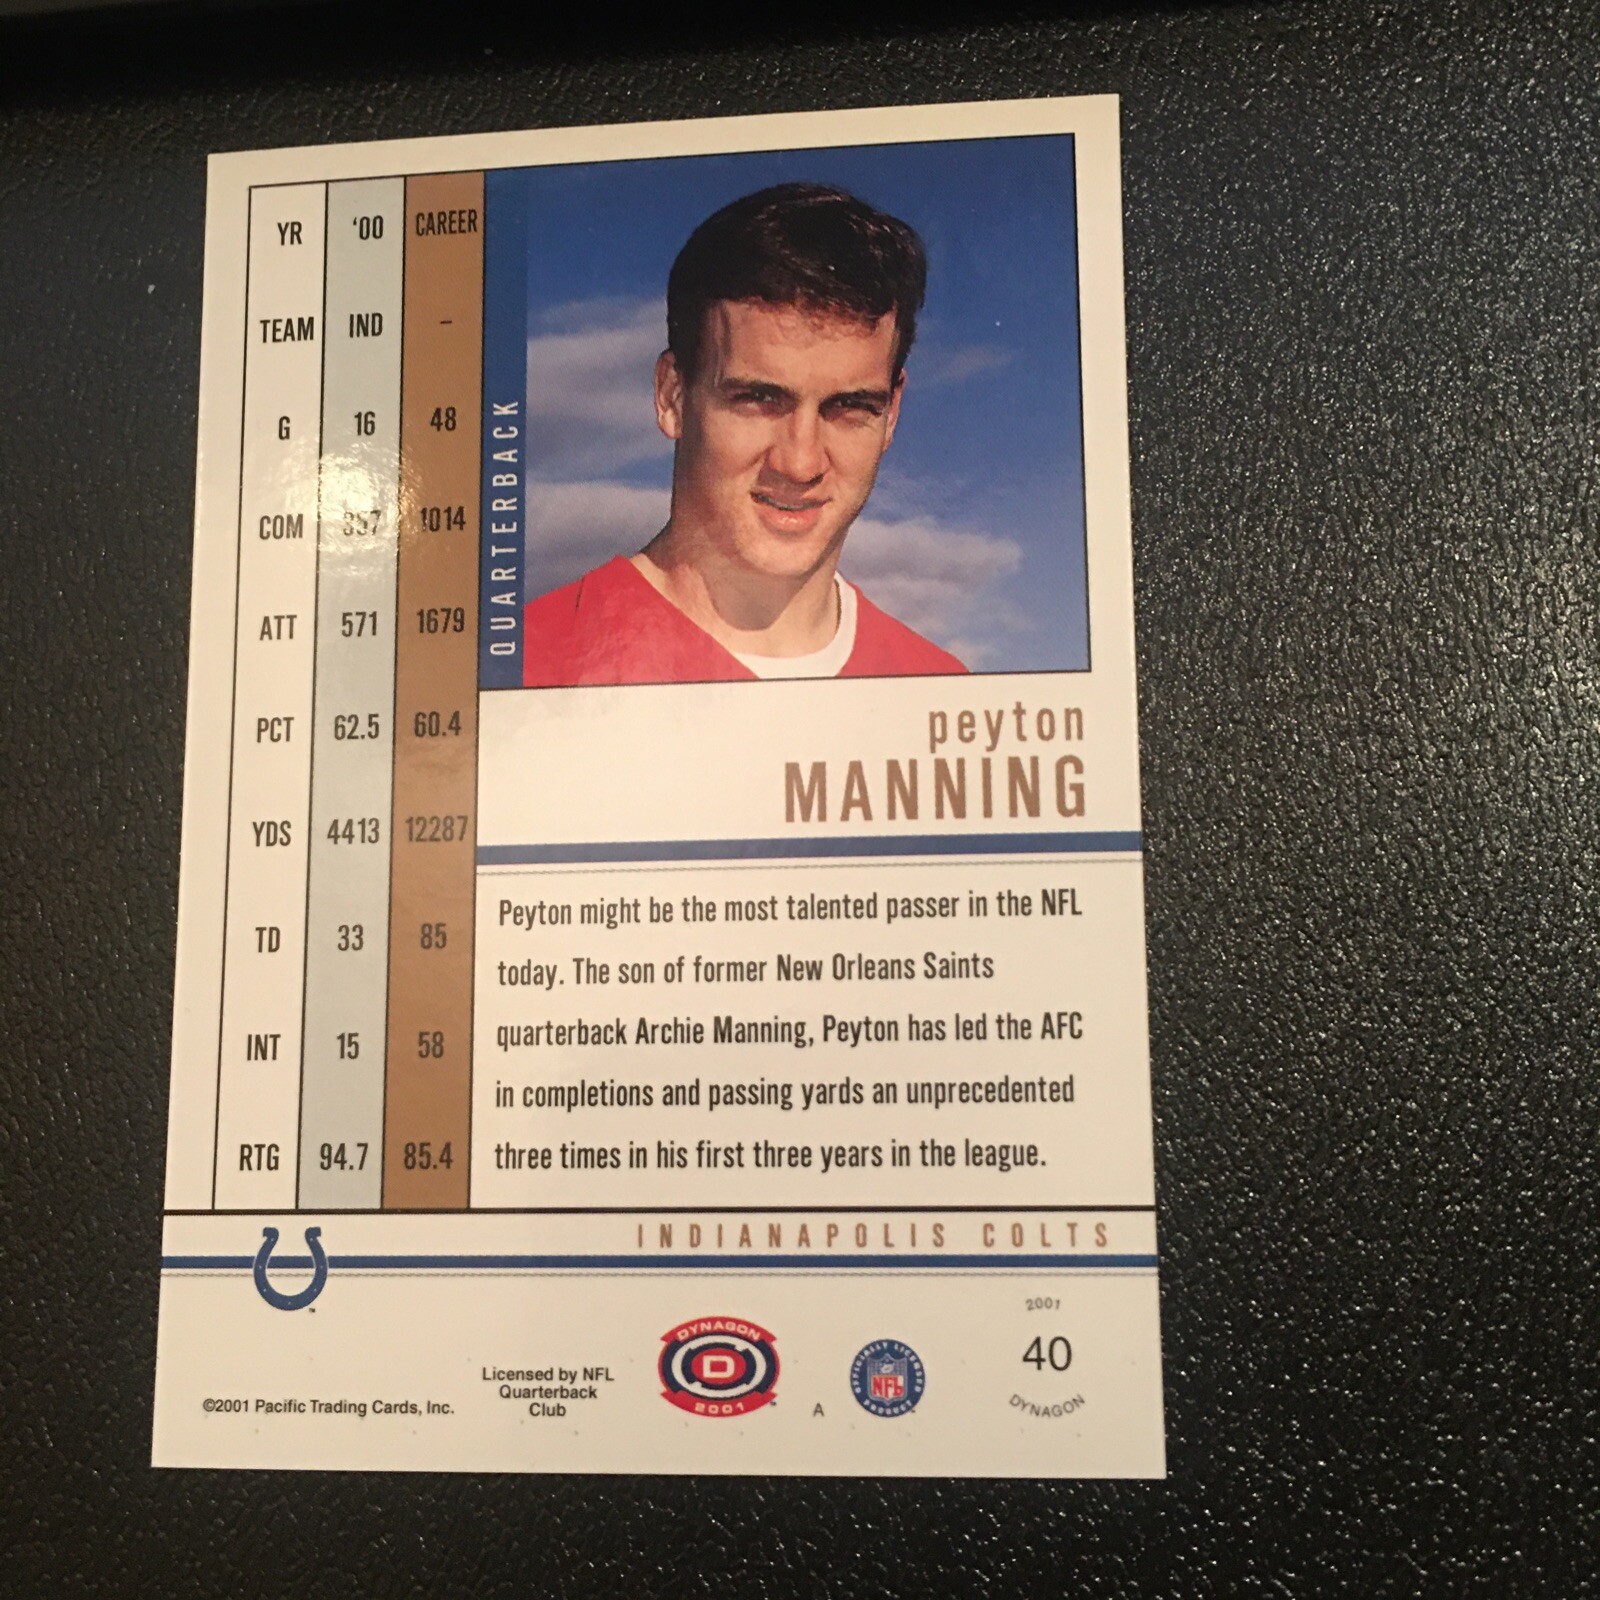 YR '00 CAREER
TEAM IND –
G 16 48
COM 357 1014
ATT 571 1679
PCT 62.5 60.4
YDS 4413 12287
TD 33 85
INT 15 58
RTG 94.7 85.4
QUARTERBACK
peyton
MANNING
Peyton might be the most talented passer in the NFL
today. The son of former New Orleans Saints
quarterback Archie Manning, Peyton has led the AFC
in completions and passing yards an unprecedented
three times in his first three years in the league.
INDIANAPOLIS COLTS
TM
©2001 Pacific Trading Cards, Inc.
Licensed by NFL
Quarterback
Club
DYNAGON
D
2001
A
OFFICIALLY LICENSED
NFL
PRODUCT
2001
40
DYNAGON